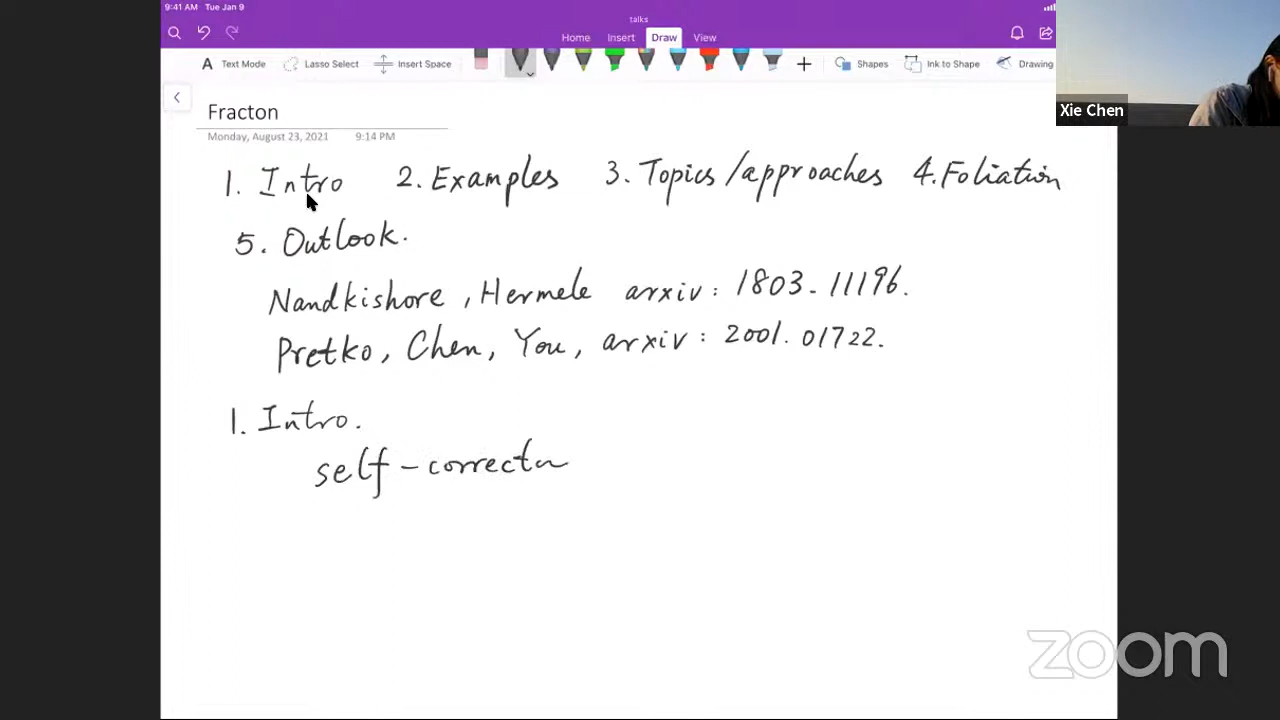 9:41 AM Tue Jan 9
talks
Home Insert Draw View
Text Mode Lasso Select Insert Space Shapes Ink to Shape Drawing
Xie Chen
Fracton
Monday, August 23, 2021 9:14 PM
1. Intro 2. Examples 3. Topics/approaches 4. Foliation
5. Outlook.
Nandkishore, Hermele arxiv: 1803-11196.
Pretko, Chen, You, arxiv: 2001.01722.
1. Intro.
self-correctn
zoom